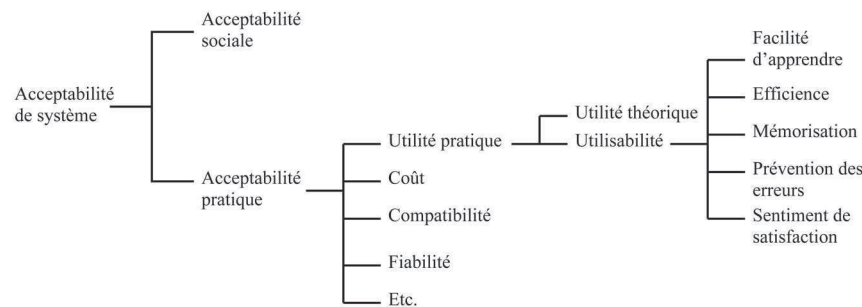 Acceptabilité
sociale
Acceptabilité
de système
Acceptabilité
pratique
Utilité pratique
Coût
Compatibilité
Fiabilité
Etc.
Utilité théorique
Utilisabilité
Facilité
d’apprendre
Efficience
Mémorisation
Prévention des
erreurs
Sentiment de
satisfaction